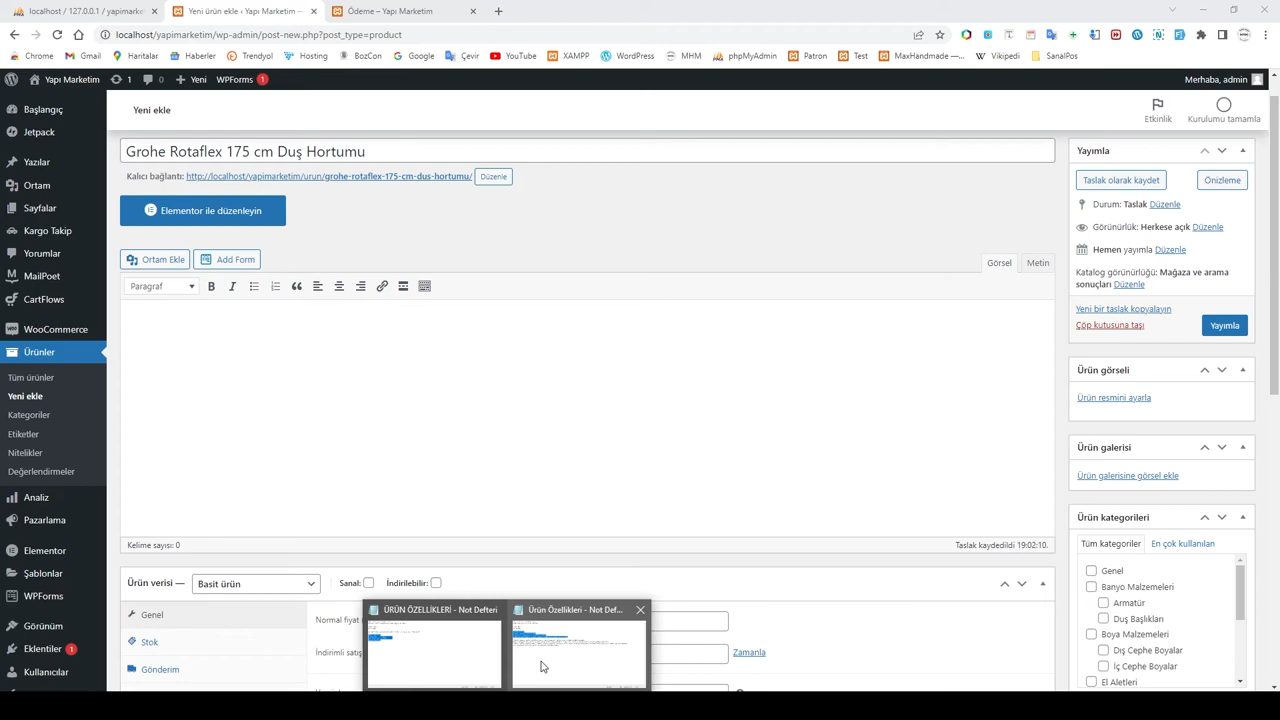 localhost / 127.0.0.1 / yapimarket
Yeni ürün ekle ‹ Yapı Marketim –
Ödeme – Yapı Marketim
localhost/yapimarketim/wp-admin/post-new.php?post_type=product
Chrome Gmail Haritalar Haberler Trendyol Hosting BozCon Google Çevir YouTube XAMPP WordPress MHM phpMyAdmin Patron Test MaxHandmade —... Vikipedi SanalPos
Yapı Marketim 1 0 Yeni WPForms 1 Merhaba, admin
Başlangıç
Jetpack
Yazılar
Ortam
Sayfalar
Kargo Takip
Yorumlar
MailPoet
CartFlows
WooCommerce
Ürünler
Tüm ürünler
Yeni ekle
Kategoriler
Etiketler
Nitelikler
Değerlendirmeler
Analiz
Pazarlama
Elementor
Şablonlar
WPForms
Görünüm
Eklentiler 1
Kullanıcılar
Yeni ekle
Etkinlik
Kurulumu tamamla
Grohe Rotaflex 175 cm Duş Hortumu
Kalıcı bağlantı: http://localhost/yapimarketim/urun/grohe-rotaflex-175-cm-dus-hortumu/ Düzenle
Elementor ile düzenleyin
Ortam Ekle Add Form
Görsel Metin
Paragraf
Kelime sayısı: 0
Taslak kaydedildi 19:02:10.
Ürün verisi — Basit ürün Sanal: İndirilebilir:
Genel
Stok
Gönderim
Normal fiyat
İndirimli satış
Zamanla
ÜRÜN ÖZELLİKLERİ - Not Defteri
Ürün Özellikleri - Not Def...
Yayımla
Taslak olarak kaydet Önizleme
Durum: Taslak Düzenle
Görünürlük: Herkese açık Düzenle
Hemen yayımla Düzenle
Katalog görünürlüğü: Mağaza ve arama
sonuçları Düzenle
Yeni bir taslak kopyalayın
Çöp kutusuna taşı
Yayımla
Ürün görseli
Ürün resmini ayarla
Ürün galerisi
Ürün galerisine görsel ekle
Ürün kategorileri
Tüm kategoriler En çok kullanılan
Genel
Banyo Malzemeleri
Armatür
Duş Başlıkları
Boya Malzemeleri
Dış Cephe Boyalar
İç Cephe Boyalar
El Aletleri